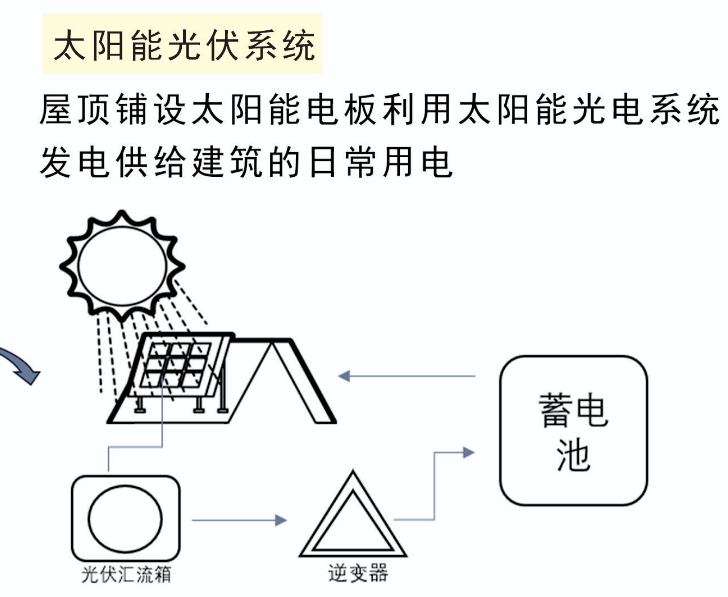 太阳能光伏系统
屋顶铺设太阳能电板利用太阳能光电系统
发电供给建筑的日常用电
蓄电
池
光伏汇流箱
逆变器